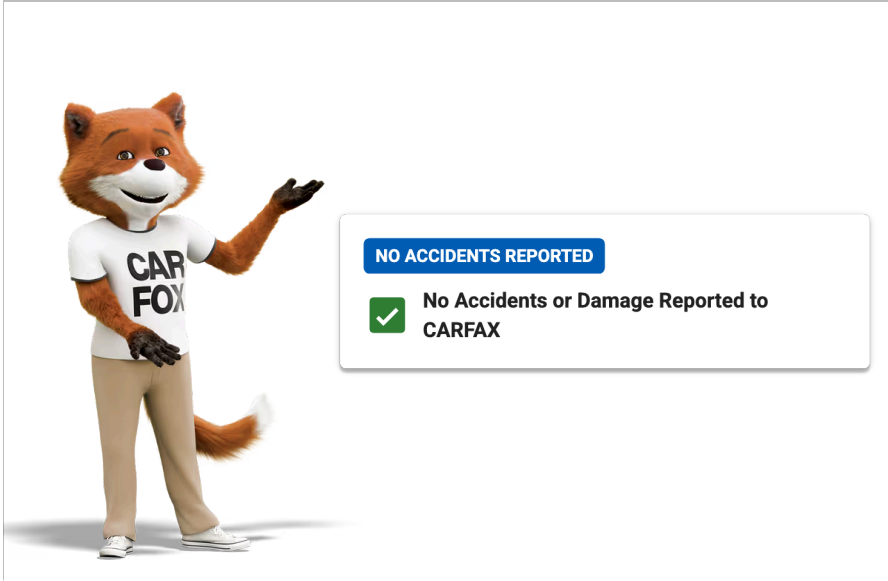 CAR
FOX
NO ACCIDENTS REPORTED
No Accidents or Damage Reported to
CARFAX